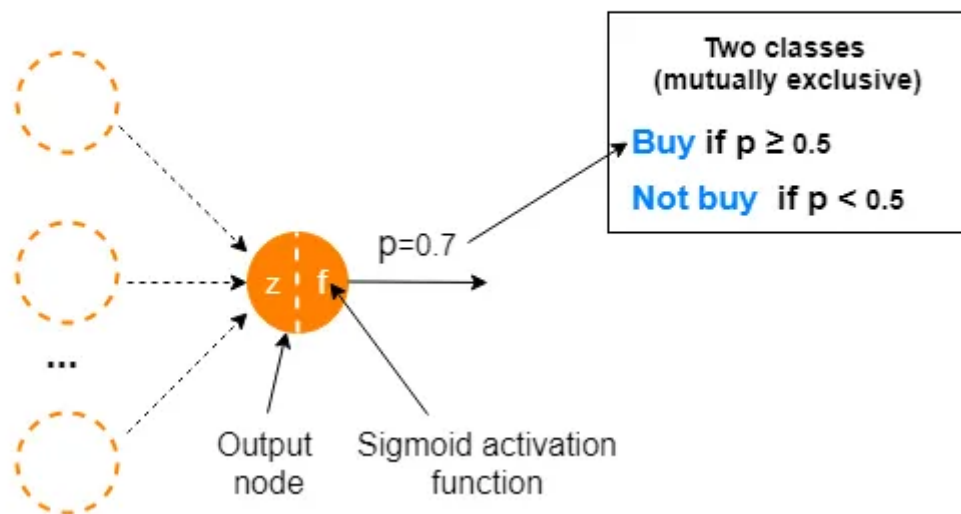 Two classes
(mutually exclusive)
Buy if p ≥ 0.5
Not buy if p < 0.5
p=0.7
z f
...
Output
node
Sigmoid activation
function